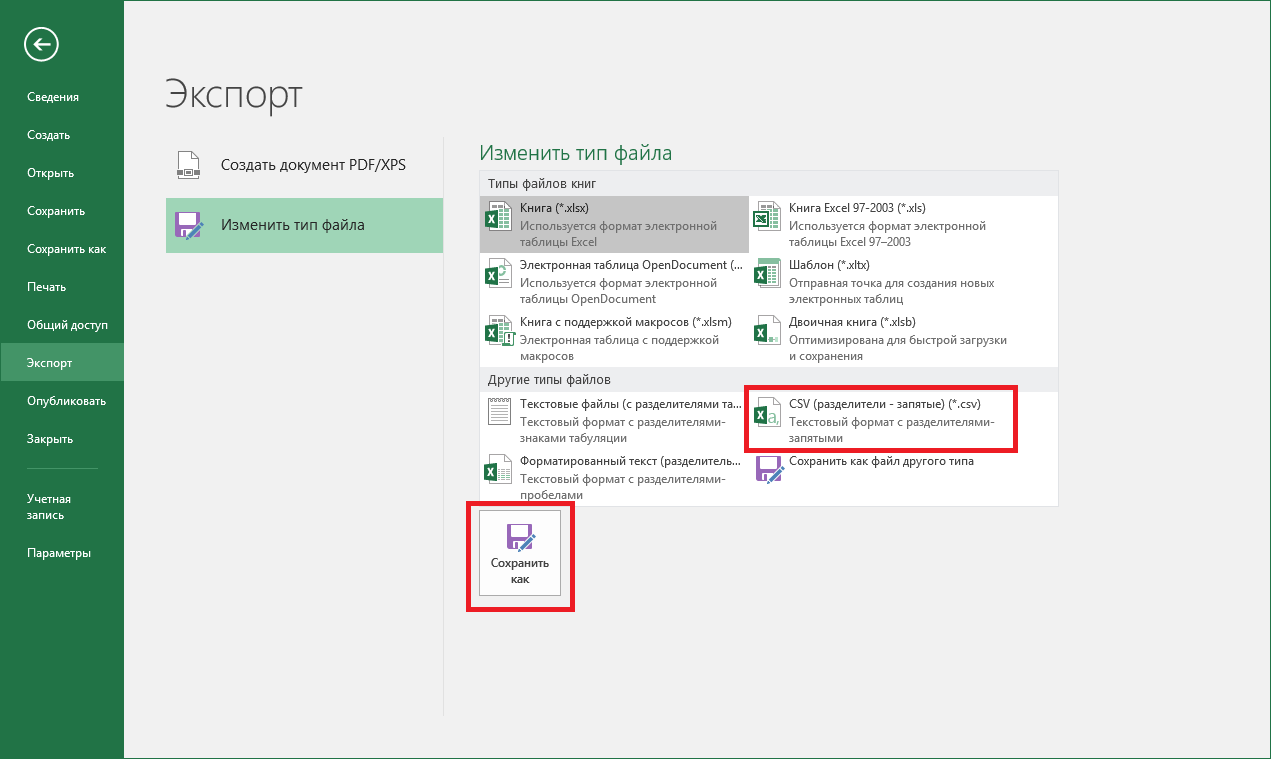 Экспорт
Сведения
Создать
Открыть
Сохранить
Сохранить как
Печать
Общий доступ
Экспорт
Опубликовать
Закрыть
Учетная
запись
Параметры
Создать документ PDF/XPS
Изменить тип файла
Изменить тип файла
Типы файлов книг
Книга (*.xlsx)
Используется формат электронной
таблицы Excel
Книга Excel 97-2003 (*.xls)
Используется формат электронной
таблицы Excel 97–2003
Электронная таблица OpenDocument (...
Используется формат электронной
таблицы OpenDocument
Шаблон (*.xltx)
Отправная точка для создания новых
электронных таблиц
Книга с поддержкой макросов (*.xlsm)
Электронная таблица с поддержкой
макросов
Двоичная книга (*.xlsb)
Оптимизирована для быстрой загрузки
и сохранения
Другие типы файлов
Текстовые файлы (с разделителями та...
Текстовый формат с разделителями-
знаками табуляции
CSV (разделители - запятые) (*.csv)
Текстовый формат с разделителями-
запятыми
Форматированный текст (разделитель...
Текстовый формат с разделителями-
пробелами
Сохранить как файл другого типа
Сохранить
как